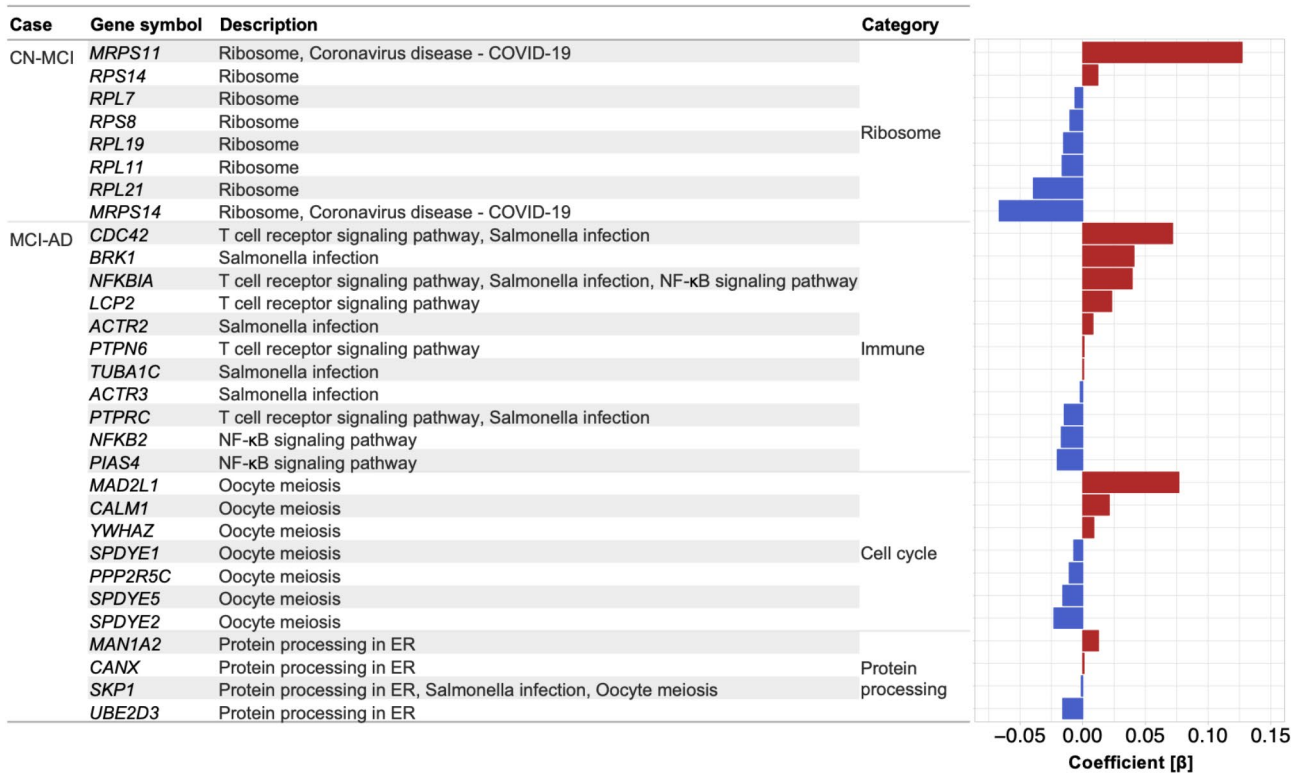 Case Gene symbol Description Category
CN-MCI MRPS11 Ribosome, Coronavirus disease - COVID-19
RPS14 Ribosome
RPL7 Ribosome
RPS8 Ribosome
Ribosome
RPL19 Ribosome
RPL11 Ribosome
RPL21 Ribosome
MRPS14 Ribosome, Coronavirus disease - COVID-19
MCI-AD CDC42 T cell receptor signaling pathway, Salmonella infection
BRK1 Salmonella infection
NFKBIA T cell receptor signaling pathway, Salmonella infection, NF-κB signaling pathway
LCP2 T cell receptor signaling pathway
ACTR2 Salmonella infection
PTPN6 T cell receptor signaling pathway Immune
TUBA1C Salmonella infection
ACTR3 Salmonella infection
PTPRC T cell receptor signaling pathway, Salmonella infection
NFKB2 NF-κB signaling pathway
PIAS4 NF-κB signaling pathway
MAD2L1 Oocyte meiosis
CALM1 Oocyte meiosis
YWHAZ Oocyte meiosis
SPDYE1 Oocyte meiosis Cell cycle
PPP2R5C Oocyte meiosis
SPDYE5 Oocyte meiosis
SPDYE2 Oocyte meiosis
MAN1A2 Protein processing in ER
CANX Protein processing in ER Protein
SKP1 Protein processing in ER, Salmonella infection, Oocyte meiosis processing
UBE2D3 Protein processing in ER
−0.05 0.00 0.05 0.10 0.15
Coefficient [β]